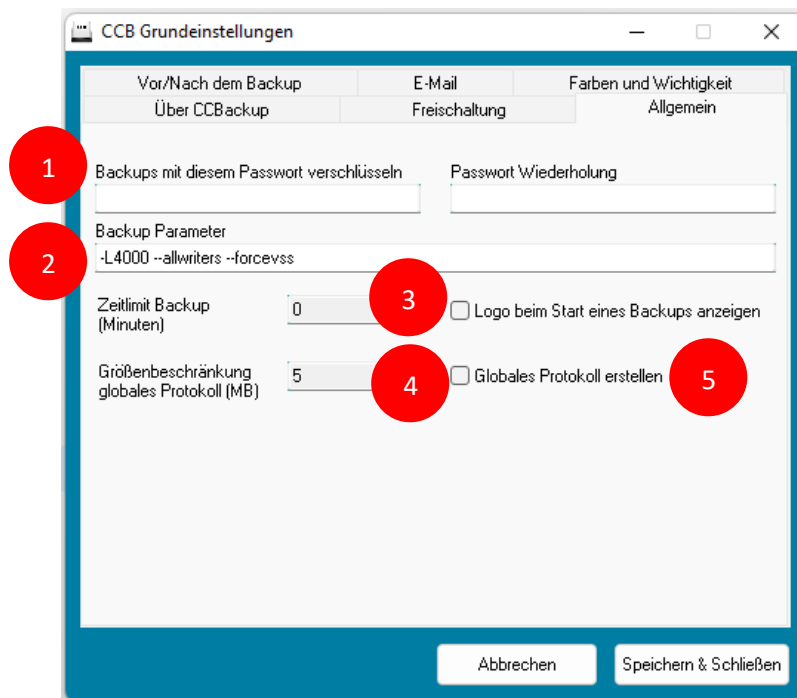 CCB Grundeinstellungen
Vor/Nach dem Backup E-Mail Farben und Wichtigkeit
Über CCBackup Freischaltung Allgemein
1
Backups mit diesem Passwort verschlüsseln Passwort Wiederholung
Backup Parameter
2
-L4000 --allwriters --forcevss
Zeitlimit Backup
(Minuten)
0
3
Logo beim Start eines Backups anzeigen
Größenbeschränkung
globales Protokoll (MB)
5
4
Globales Protokoll erstellen
5
Abbrechen Speichern & Schließen